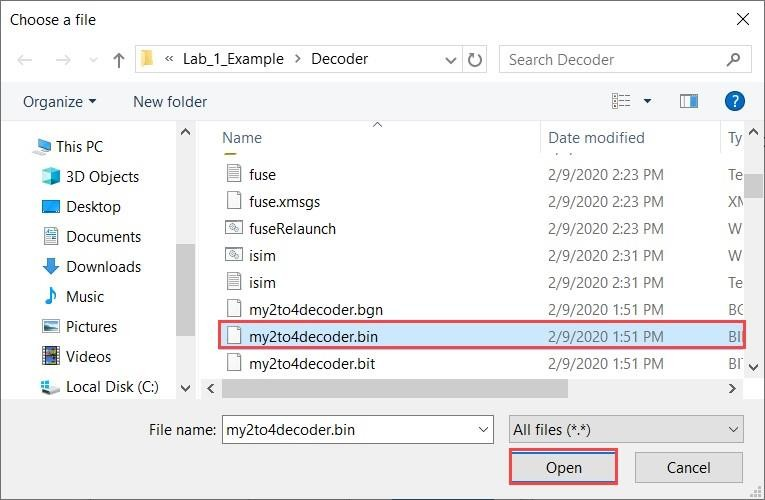 Choose a file
« Lab_1_Example > Decoder
Search Decoder
Organize
New folder
?
This PC
3D Objects
Desktop
Documents
Downloads
Music
Pictures
Videos
Local Disk (C:)
Name Date modified Ty
fuse 2/9/2020 2:23 PM Te
fuse.xmsgs 2/9/2020 2:23 PM XM
fuseRelaunch 2/9/2020 2:23 PM W
isim 2/9/2020 2:31 PM W
isim 2/9/2020 2:31 PM Te
my2to4decoder.bgn 2/9/2020 1:51 PM BG
my2to4decoder.bin 2/9/2020 1:51 PM BI
my2to4decoder.bit 2/9/2020 1:51 PM BI
File name: my2to4decoder.bin
All files (*.*)
Open
Cancel